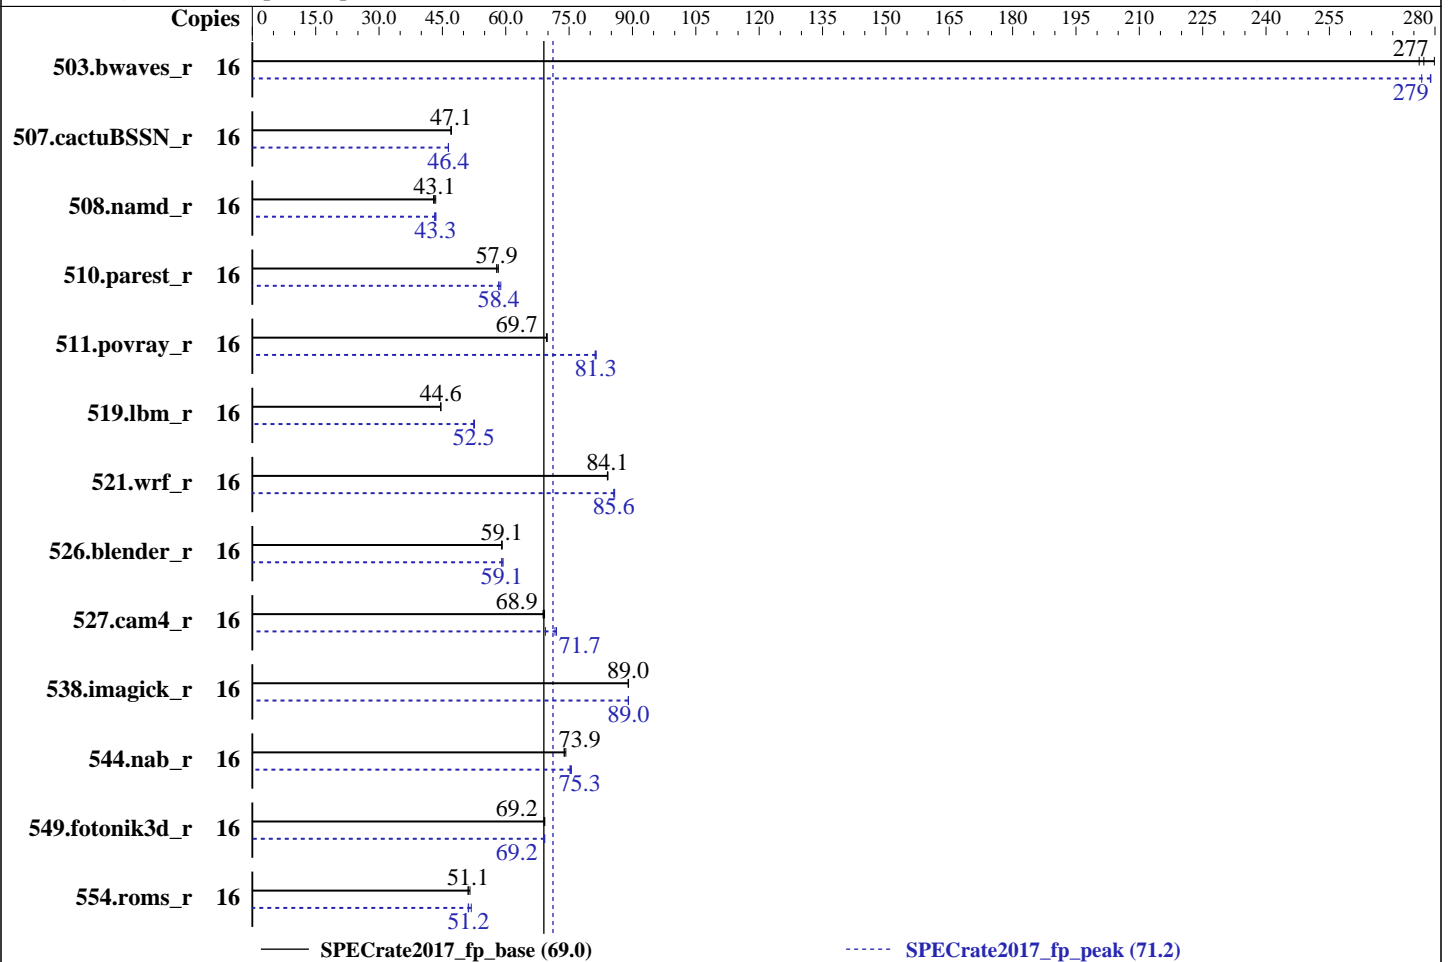 Copies 0 15.0 30.0 45.0 60.0 75.0 90.0 105 120 135 150 165 180 195 210 225 240 255 280
503.bwaves_r 16 277
279
507.cactuBSSN_r 16 47.1
46.4
508.namd_r 16 43.1
43.3
510.parest_r 16 57.9
58.4
511.povray_r 16 69.7
81.3
519.lbm_r 16 44.6
52.5
521.wrf_r 16 84.1
85.6
526.blender_r 16 59.1
59.1
527.cam4_r 16 68.9
71.7
538.imagick_r 16 89.0
89.0
544.nab_r 16 73.9
75.3
549.fotonik3d_r 16 69.2
69.2
554.roms_r 16 51.1
51.2
SPECrate2017_fp_base (69.0) SPECrate2017_fp_peak (71.2)